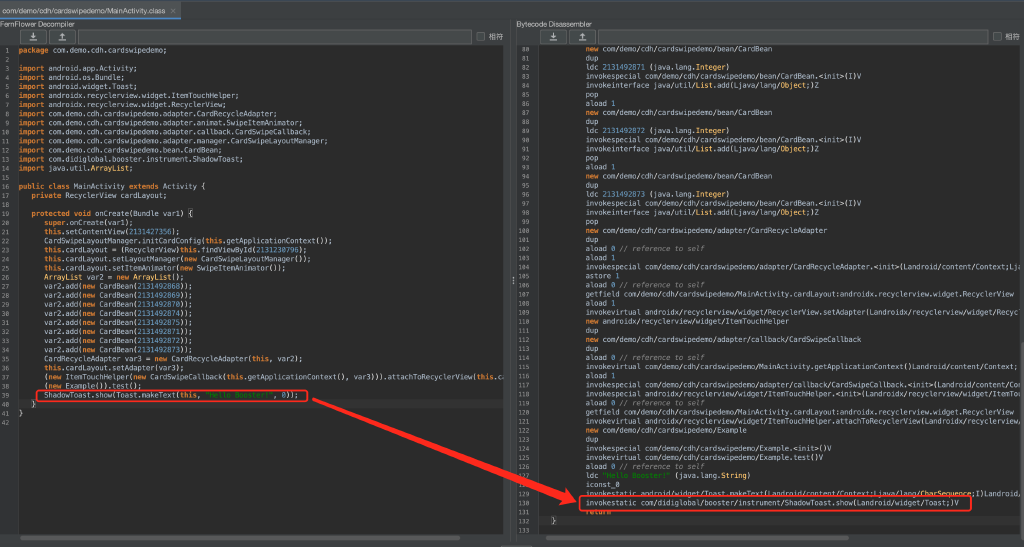 com/demo/cdh/cardswipedemo/MainActivity.class ×
FernFlower Decompiler
相符
1 package com.demo.cdh.cardswipedemo;
2
3 import android.app.Activity;
4 import android.os.Bundle;
5 import android.widget.Toast;
6 import androidx.recyclerview.widget.ItemTouchHelper;
7 import androidx.recyclerview.widget.RecyclerView;
8 import com.demo.cdh.cardswipedemo.adapter.CardRecycleAdapter;
9 import com.demo.cdh.cardswipedemo.adapter.animat.SwipeItemAnimator;
10 import com.demo.cdh.cardswipedemo.adapter.callback.CardSwipeCallback;
11 import com.demo.cdh.cardswipedemo.adapter.manager.CardSwipeLayoutManager;
12 import com.demo.cdh.cardswipedemo.bean.CardBean;
13 import com.didiglobal.booster.instrument.ShadowToast;
14 import java.util.ArrayList;
15
16 public class MainActivity extends Activity {
17 private RecyclerView cardLayout;
18
19 protected void onCreate(Bundle var1) {
20 super.onCreate(var1);
21 this.setContentView(2131427356);
22 CardSwipeLayoutManager.initCardConfig(this.getApplicationContext());
23 this.cardLayout = (RecyclerView)this.findViewById(2131230796);
24 this.cardLayout.setLayoutManager(new CardSwipeLayoutManager());
25 this.cardLayout.setItemAnimator(new SwipeItemAnimator());
26 ArrayList var2 = new ArrayList();
27 var2.add(new CardBean(2131492868));
28 var2.add(new CardBean(2131492869));
29 var2.add(new CardBean(2131492870));
30 var2.add(new CardBean(2131492874));
31 var2.add(new CardBean(2131492875));
32 var2.add(new CardBean(2131492871));
33 var2.add(new CardBean(2131492872));
34 var2.add(new CardBean(2131492873));
35 CardRecycleAdapter var3 = new CardRecycleAdapter(this, var2);
36 this.cardLayout.setAdapter(var3);
37 (new ItemTouchHelper(new CardSwipeCallback(this.getApplicationContext(), var3))).attachToRecyclerView(this.ca
38 (new Example()).test();
39 ShadowToast.show(Toast.makeText(this, "Hello Booster!", 0));
40 }
41 }
42
Bytecode Disassembler
相符
80 new com/demo/cdh/cardswipedemo/bean/CardBean
81 dup
82 ldc 2131492871 (java.lang.Integer)
83 invokespecial com/demo/cdh/cardswipedemo/bean/CardBean.<init>(I)V
84 invokeinterface java/util/List.add(Ljava/lang/Object;)Z
85 pop
86 aload 1
87 new com/demo/cdh/cardswipedemo/bean/CardBean
88 dup
89 ldc 2131492872 (java.lang.Integer)
90 invokespecial com/demo/cdh/cardswipedemo/bean/CardBean.<init>(I)V
91 invokeinterface java/util/List.add(Ljava/lang/Object;)Z
92 pop
93 aload 1
94 new com/demo/cdh/cardswipedemo/bean/CardBean
95 dup
96 ldc 2131492873 (java.lang.Integer)
97 invokespecial com/demo/cdh/cardswipedemo/bean/CardBean.<init>(I)V
98 invokeinterface java/util/List.add(Ljava/lang/Object;)Z
99 pop
100 new com/demo/cdh/cardswipedemo/adapter/CardRecycleAdapter
101 dup
102 aload 0 // reference to self
103 aload 1
104 invokespecial com/demo/cdh/cardswipedemo/adapter/CardRecycleAdapter.<init>(Landroid/content/Context;Lja
105 astore 1
106 aload 0 // reference to self
107 getfield com/demo/cdh/cardswipedemo/MainActivity.cardLayout:androidx.recyclerview.widget.RecyclerView
108 aload 1
109 invokevirtual androidx/recyclerview/widget/RecyclerView.setAdapter(Landroidx/recyclerview/widget/Recyc
110 new androidx/recyclerview/widget/ItemTouchHelper
111 dup
112 new com/demo/cdh/cardswipedemo/adapter/callback/CardSwipeCallback
113 dup
114 aload 0 // reference to self
115 invokevirtual com/demo/cdh/cardswipedemo/MainActivity.getApplicationContext()Landroid/content/Context;
116 aload 1
117 invokespecial com/demo/cdh/cardswipedemo/adapter/callback/CardSwipeCallback.<init>(Landroid/content/Con
118 invokespecial androidx/recyclerview/widget/ItemTouchHelper.<init>(Landroidx/recyclerview/widget/ItemTou
119 aload 0 // reference to self
120 getfield com/demo/cdh/cardswipedemo/MainActivity.cardLayout:androidx.recyclerview.widget.RecyclerView
121 invokevirtual androidx/recyclerview/widget/ItemTouchHelper.attachToRecyclerView(Landroidx/recyclerview/
122 new com/demo/cdh/cardswipedemo/Example
123 dup
124 invokespecial com/demo/cdh/cardswipedemo/Example.<init>()V
125 invokevirtual com/demo/cdh/cardswipedemo/Example.test()V
126 aload 0 // reference to self
127 ldc "Hello Booster!" (java.lang.String)
128 iconst_0
129 invokestatic android/widget/Toast.makeText(Landroid/content/Context;Ljava/lang/CharSequence;I)Landroid/
130 invokestatic com/didiglobal/booster/instrument/ShadowToast.show(Landroid/widget/Toast;)V
131 return
132 }
133